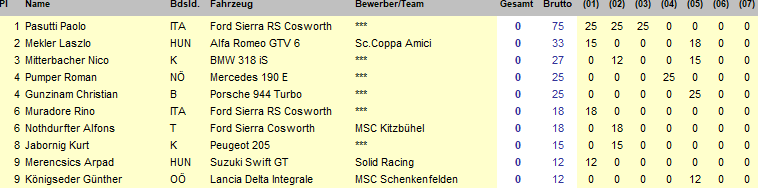 Pl Name Bdsld. Fahrzeug Bewerber/Team Gesamt Brutto (01) (02) (03) (04) (05) (06) (07)
1 Pasutti Paolo ITA Ford Sierra RS Cosworth *** 0 75 25 25 25 0 0 0 0
2 Mekler Laszlo HUN Alfa Romeo GTV 6 Sc.Coppa Amici 0 33 15 0 0 0 18 0 0
3 Mitterbacher Nico K BMW 318 iS *** 0 27 0 12 0 0 15 0 0
4 Pumper Roman NÖ Mercedes 190 E *** 0 25 0 0 0 25 0 0 0
4 Gunzinam Christian B Porsche 944 Turbo *** 0 25 0 0 0 0 25 0 0
6 Muradore Rino ITA Ford Sierra RS Cosworth *** 0 18 18 0 0 0 0 0 0
6 Nothdurfter Alfons T Ford Sierra Cosworth MSC Kitzbühel 0 18 0 18 0 0 0 0 0
8 Jabornig Kurt K Peugeot 205 *** 0 15 0 15 0 0 0 0 0
9 Merencsics Arpad HUN Suzuki Swift GT Solid Racing 0 12 12 0 0 0 0 0 0
9 Königseder Günther OÖ Lancia Delta Integrale MSC Schenkenfelden 0 12 0 0 0 0 12 0 0